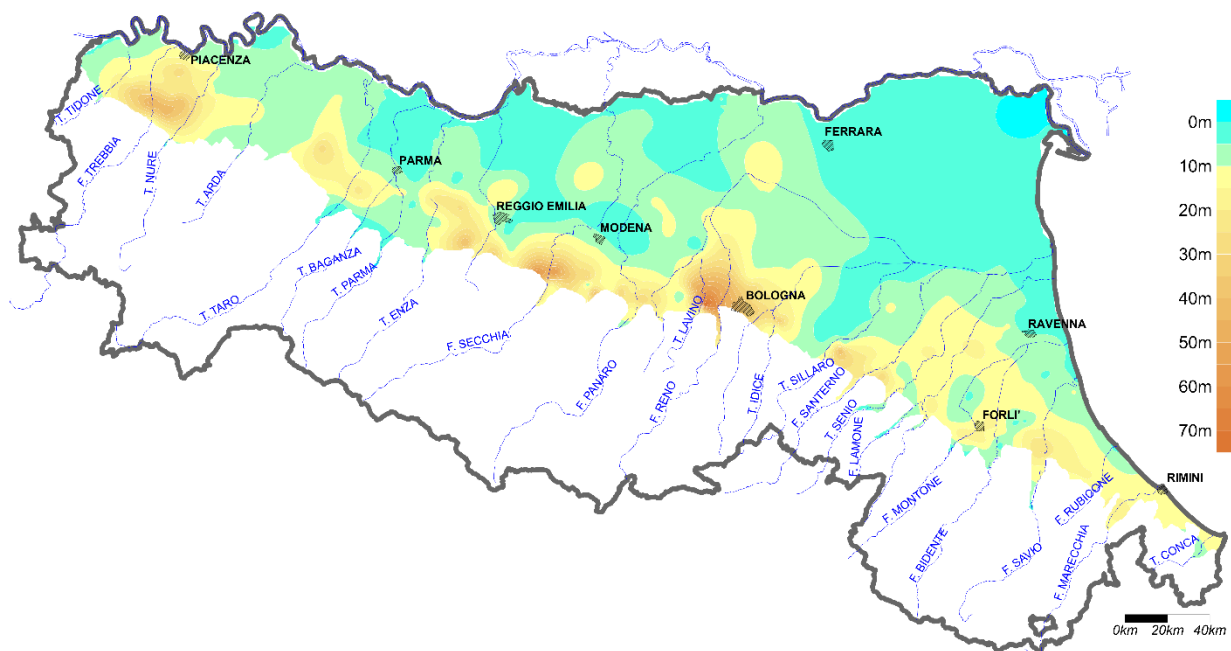 PIACENZA
T. TIDONE
F. TREBBIA
T. NURE
T. ARDA
PARMA
FERRARA
REGGIO EMILIA
MODENA
T. BAGANZA
T. PARMA
T. TARO
T. ENZA
F. SECCHIA
F. PANARO
F. RENO
T. LAVINO
BOLOGNA
T. IDICE
T. SILLARO
F. SANTERNO
T. SENIO
F. LAMONE
RAVENNA
FORLI'
F. MONTONE
F. BIDENTE
F. SAVIO
F. RUBICONE
F. MARECCHIA
RIMINI
T. CONCA
0m
10m
20m
30m
40m
50m
60m
70m
0km 20km 40km